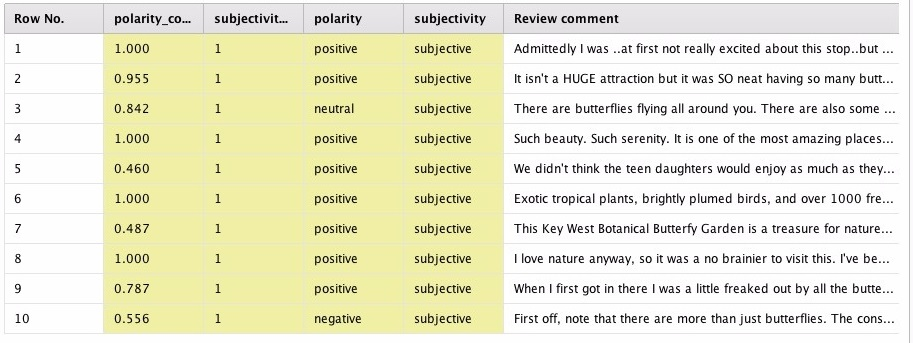 Row No. polarity_co... subjectivit... polarity subjectivity Review comment
1 1.000 1 positive subjective Admittedly I was ..at first not really excited about this stop..but ...
2 0.955 1 positive subjective It isn't a HUGE attraction but it was SO neat having so many butt...
3 0.842 1 neutral subjective There are butterflies flying all around you. There are also some ...
4 1.000 1 positive subjective Such beauty. Such serenity. It is one of the most amazing places...
5 0.460 1 positive subjective We didn't think the teen daughters would enjoy as much as they...
6 1.000 1 positive subjective Exotic tropical plants, brightly plumed birds, and over 1000 fre...
7 0.487 1 positive subjective This Key West Botanical Butterfy Garden is a treasure for nature...
8 1.000 1 positive subjective I love nature anyway, so it was a no brainier to visit this. I've be...
9 0.787 1 positive subjective When I first got in there I was a little freaked out by all the butte...
10 0.556 1 negative subjective First off, note that there are more than just butterflies. The cons...